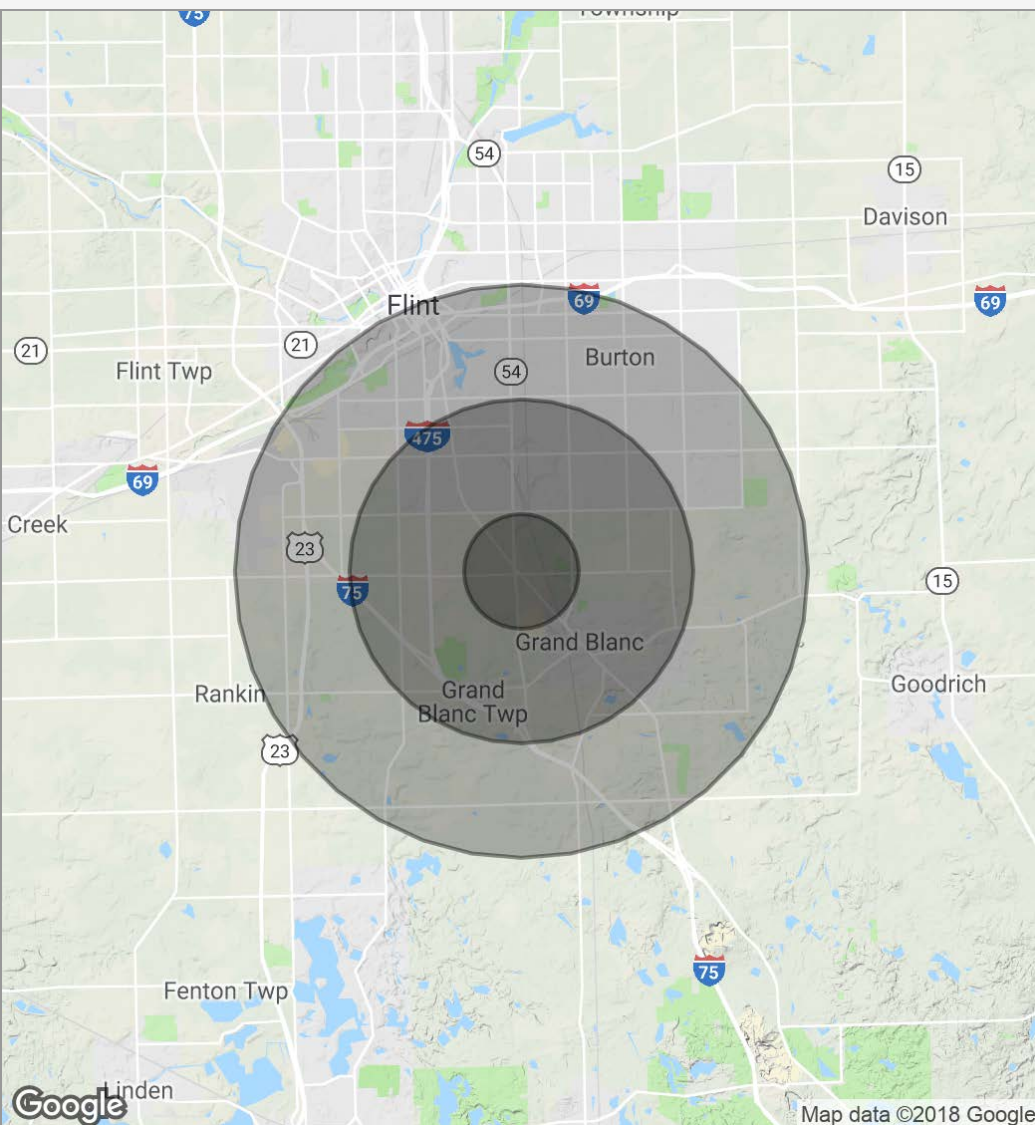 Township
75
54
15
Davison
Flint
69
69
21
21
Burton
Flint Twp
54
475
69
Creek
23
75
15
Grand Blanc
Rankin
Grand
Blanc Twp
Goodrich
23
75
Fenton Twp
Linden
Google
Map data ©2018 Google